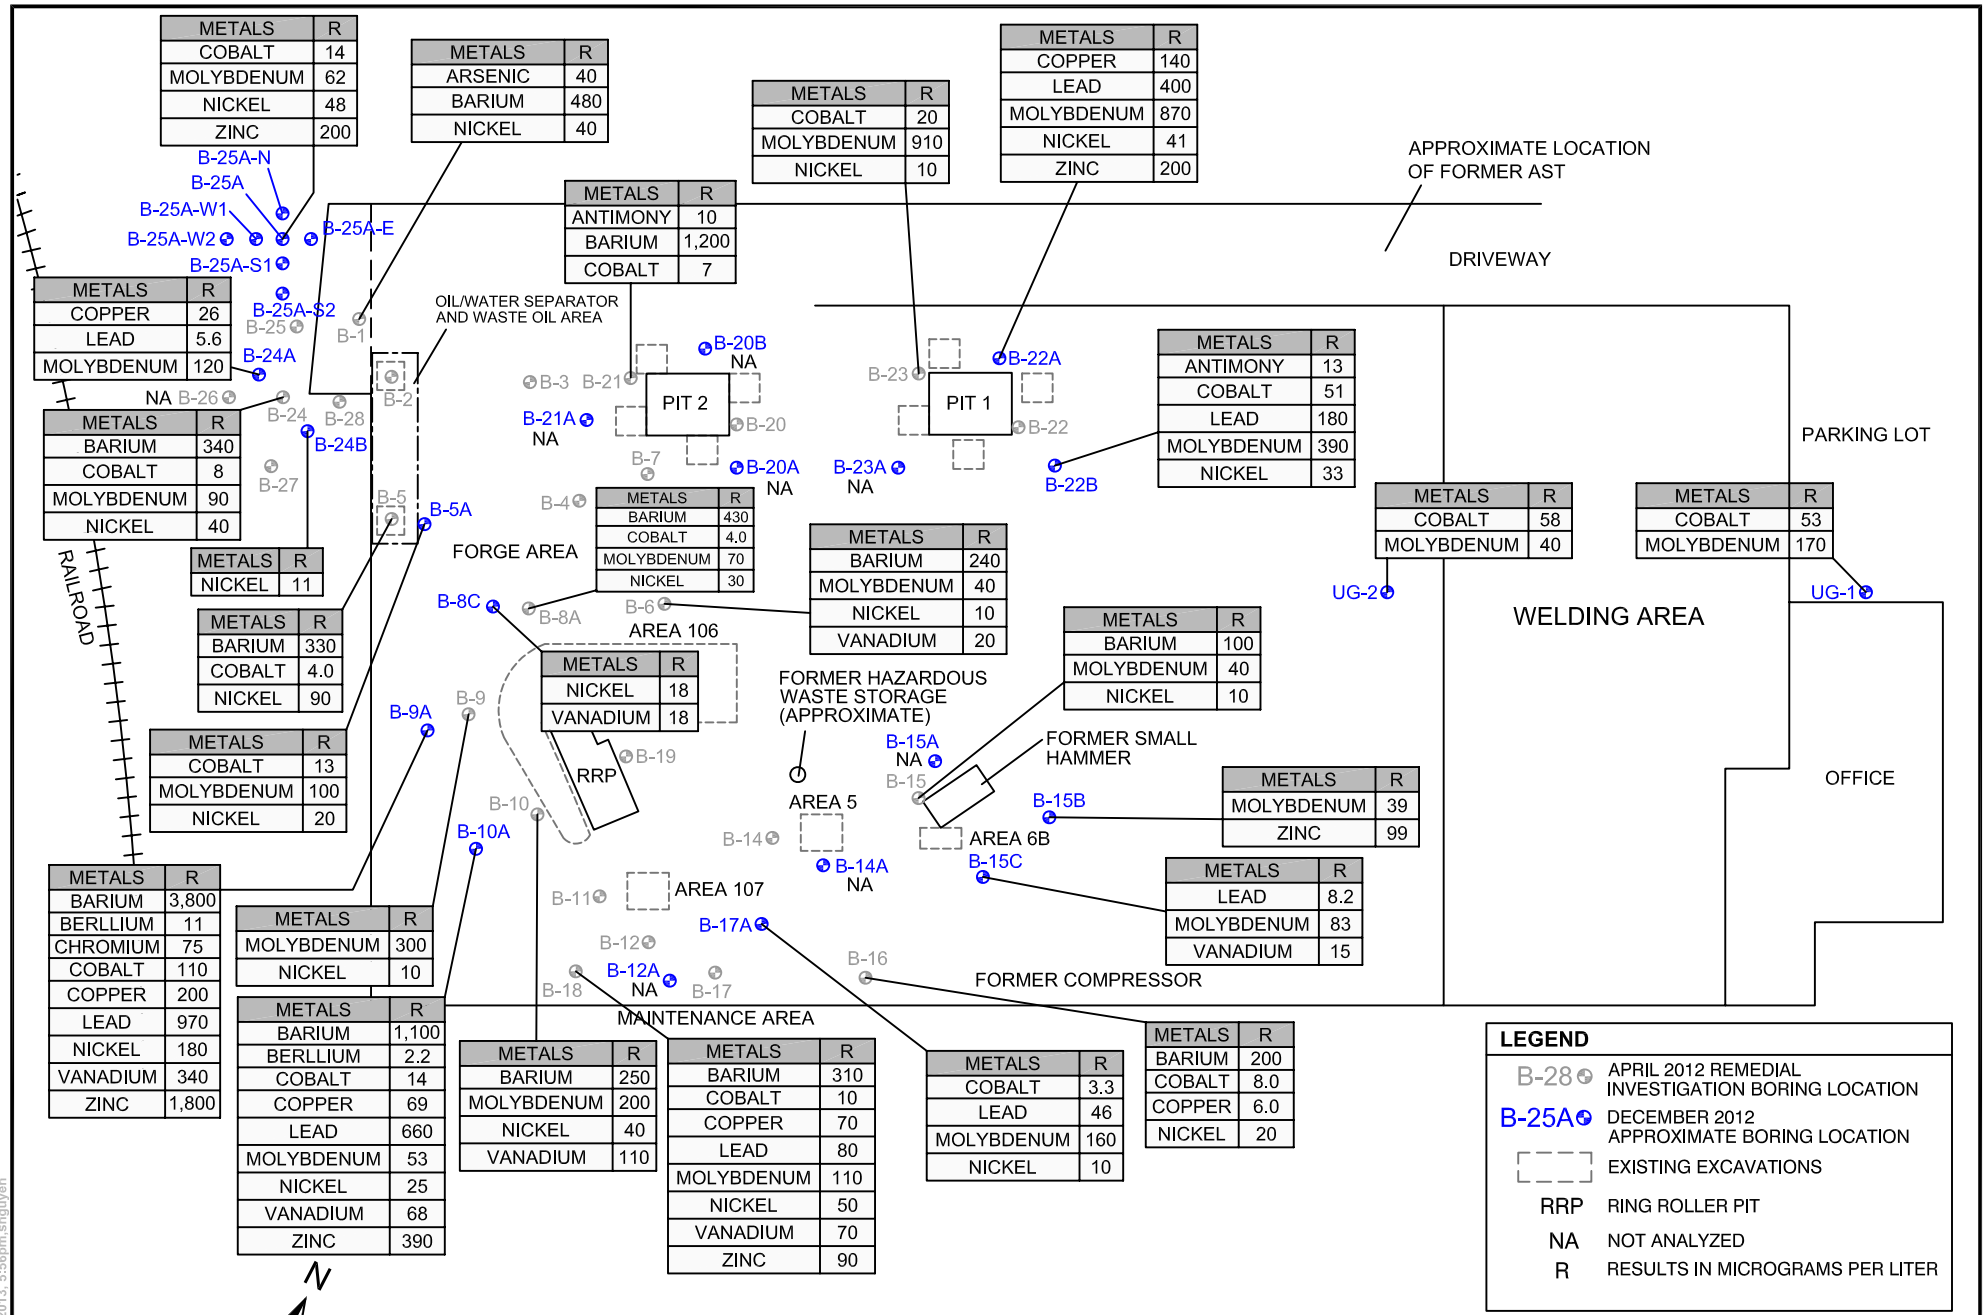 METALS R
COBALT 14
MOLYBDENUM 62
NICKEL 48
ZINC 200
METALS R
ARSENIC 40
BARIUM 480
NICKEL 40
METALS R
COBALT 20
MOLYBDENUM 910
NICKEL 10
METALS R
COPPER 140
LEAD 400
MOLYBDENUM 870
NICKEL 41
ZINC 200
APPROXIMATE LOCATION
OF FORMER AST
DRIVEWAY
B-25A-N
B-25A
B-25A-W1
B-25A-W2
B-25A-E
B-25A-S1
B-25A-S2
B-25
B-1
METALS R
ANTIMONY 10
BARIUM 1,200
COBALT 7
OIL/WATER SEPARATOR
AND WASTE OIL AREA
METALS R
COPPER 26
LEAD 5.6
MOLYBDENUM 120
B-24A
NA B-26
B-24
B-28
B-2
B-24B
B-27
B-3
B-21
B-20B
NA
PIT 2
B-21A
NA
B-20
B-7
B-20A
NA
B-4
B-23
B-22A
PIT 1
B-22
B-23A
NA
B-22B
METALS R
ANTIMONY 13
COBALT 51
LEAD 180
MOLYBDENUM 390
NICKEL 33
PARKING LOT
METALS R
BARIUM 340
COBALT 8
MOLYBDENUM 90
NICKEL 40
B-5
B-5A
FORGE AREA
METALS R
BARIUM 430
COBALT 4.0
MOLYBDENUM 70
NICKEL 30
METALS R
BARIUM 240
MOLYBDENUM 40
NICKEL 10
VANADIUM 20
METALS R
COBALT 58
MOLYBDENUM 40
METALS R
COBALT 53
MOLYBDENUM 170
UG-2
UG-1
WELDING AREA
RAILROAD
METALS R
NICKEL 11
METALS R
BARIUM 330
COBALT 4.0
NICKEL 90
B-8C
B-8A
B-6
AREA 106
METALS R
NICKEL 18
VANADIUM 18
FORMER HAZARDOUS
WASTE STORAGE
(APPROXIMATE)
METALS R
BARIUM 100
MOLYBDENUM 40
NICKEL 10
B-9
B-9A
METALS R
COBALT 13
MOLYBDENUM 100
NICKEL 20
RRP
B-19
B-10
B-10A
B-15A
NA
B-15
FORMER SMALL
HAMMER
AREA 5
B-14
B-14A
NA
AREA 6B
B-15B
B-15C
METALS R
MOLYBDENUM 39
ZINC 99
OFFICE
METALS R
LEAD 8.2
MOLYBDENUM 83
VANADIUM 15
AREA 107
B-11
B-12
B-17A
B-18
B-12A
NA
B-17
B-16
FORMER COMPRESSOR
MAINTENANCE AREA
METALS R
BARIUM 3,800
BERLLIUM 11
CHROMIUM 75
COBALT 110
COPPER 200
LEAD 970
NICKEL 180
VANADIUM 340
ZINC 1,800
METALS R
MOLYBDENUM 300
NICKEL 10
METALS R
BARIUM 1,100
BERLLIUM 2.2
COBALT 14
COPPER 69
LEAD 660
MOLYBDENUM 53
NICKEL 25
VANADIUM 68
ZINC 390
METALS R
BARIUM 250
MOLYBDENUM 200
NICKEL 40
VANADIUM 110
METALS R
BARIUM 310
COBALT 10
COPPER 70
LEAD 80
MOLYBDENUM 110
NICKEL 50
VANADIUM 70
ZINC 90
METALS R
COBALT 3.3
LEAD 46
MOLYBDENUM 160
NICKEL 10
METALS R
BARIUM 200
COBALT 8.0
COPPER 6.0
NICKEL 20
LEGEND
B-28 APRIL 2012 REMEDIAL
INVESTIGATION BORING LOCATION
B-25A DECEMBER 2012
APPROXIMATE BORING LOCATION
EXISTING EXCAVATIONS
RRP RING ROLLER PIT
NA NOT ANALYZED
R RESULTS IN MICROGRAMS PER LITER
N